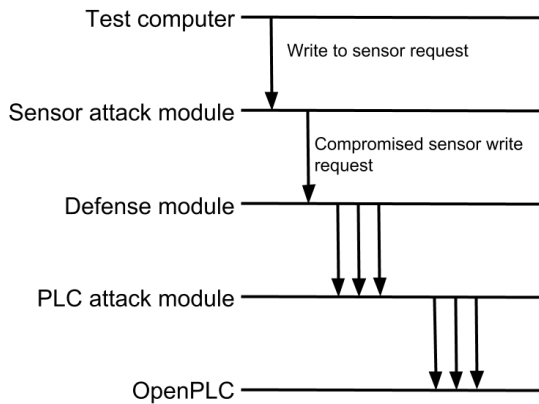 Test computer
Write to sensor request
Sensor attack module
Compromised sensor write
request
Defense module
PLC attack module
OpenPLC